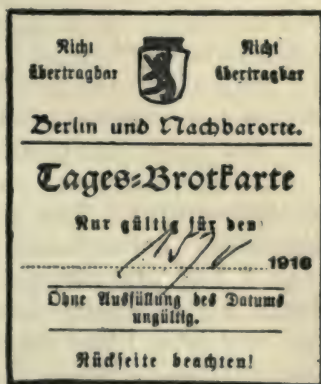 Nicht
übertragbar
Nicht
übertragbar
Berlin und Nachbarorte.
Tages-Brotkarte
Nur gültig für den
1916
Ohne Ausfüllung des Datums
ungültig.
Rückseite beachten!